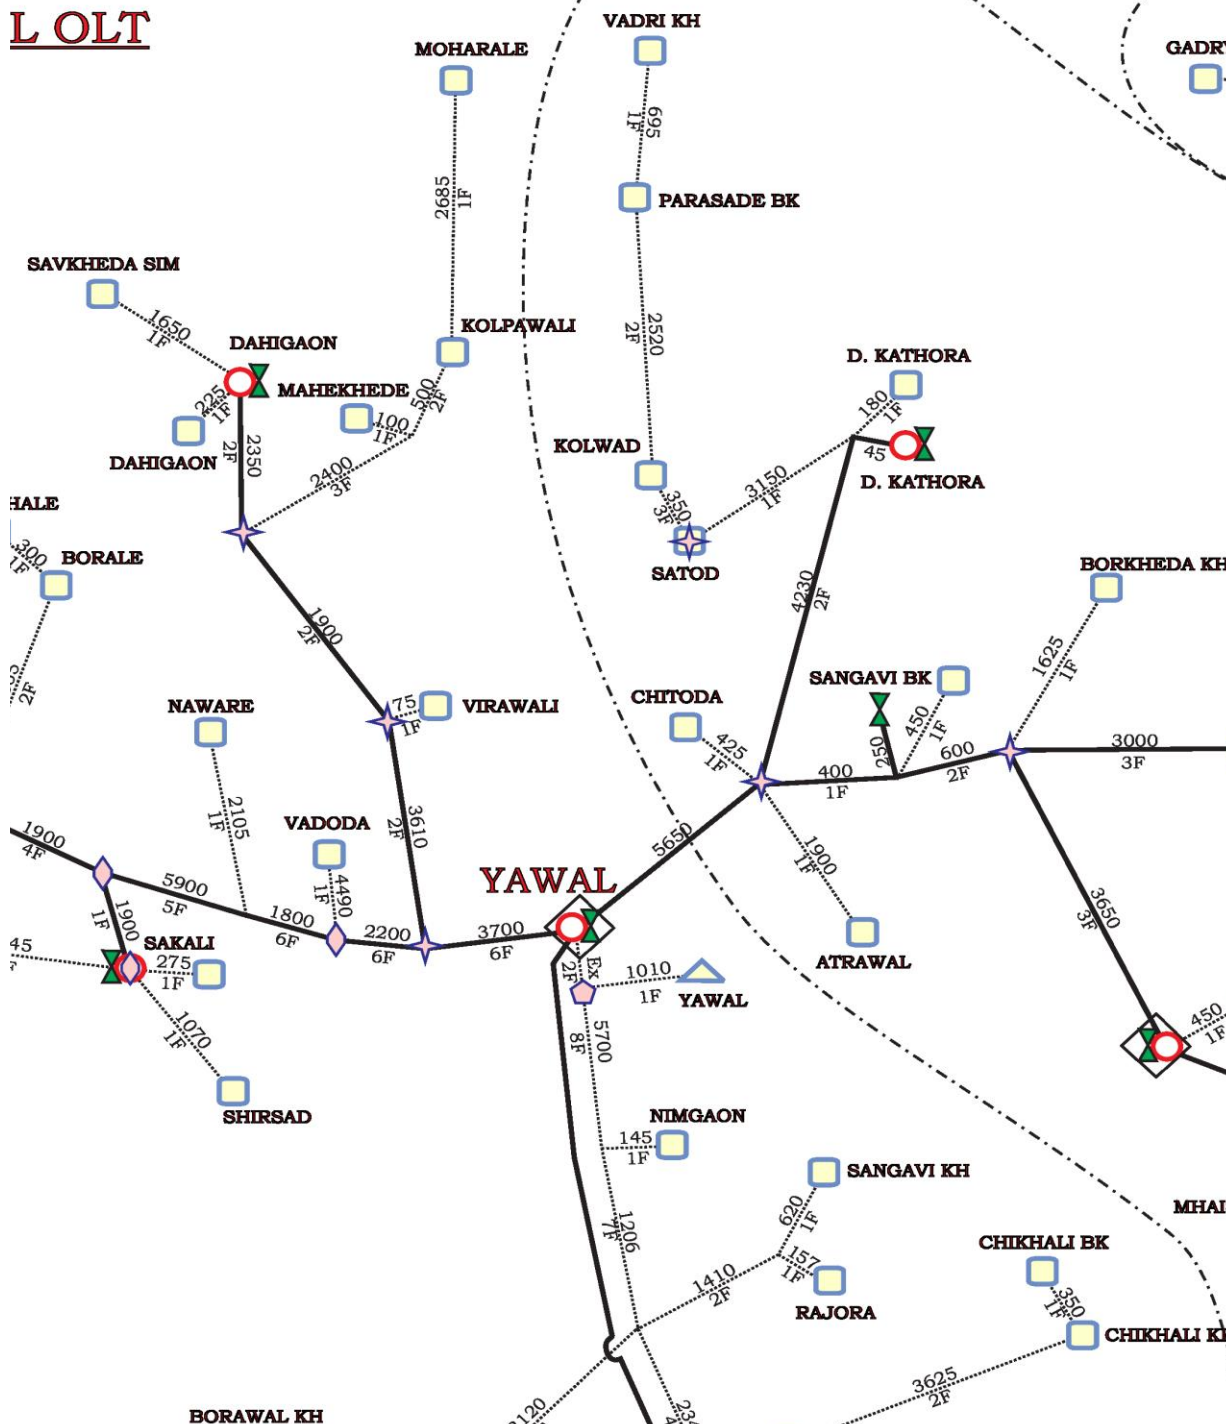 L OLT
VADRI KH
MOHARALE
695
1F
2685
1F
PARASADE BK
SAVKHEDA SIM
1650
1F
DAHIGAON
KOLPAWALI
2520
2F
D. KATHORA
MAHEKHEDE
500
2F
225
1F
100
1F
180
1F
45
DAHIGAON
2350
2F
KOLWAD
2400
3F
3150
1F
D. KATHORA
350
3F
300
1F
BORALE
SATOD
BORKHEDA KH
4230
2F
1900
2F
1625
1F
2F
SANGAVI BK
NAWARE
75
1F
VIRAWALI
CHITODA
425
1F
450
1F
250
600
2F
3000
3F
400
1F
2105
1F
3610
2F
VADODA
1900
4F
5650
1900
1F
5900
5F
4490
1F
YAWAL
1800
6F
2200
6F
3700
6F
3650
3F
1900
1F
SAKALI
275
1F
45
ATRAWAL
Ex
2F
1010
1F
YAWAL
1070
1F
5700
8F
450
1F
SHIRSAD
NIMGAON
145
1F
SANGAVI KH
620
1F
1206
7F
CHIKHALI BK
157
1F
1410
2F
350
1F
RAJORA
CHIKHALI
3625
2F
BORAWAL KH